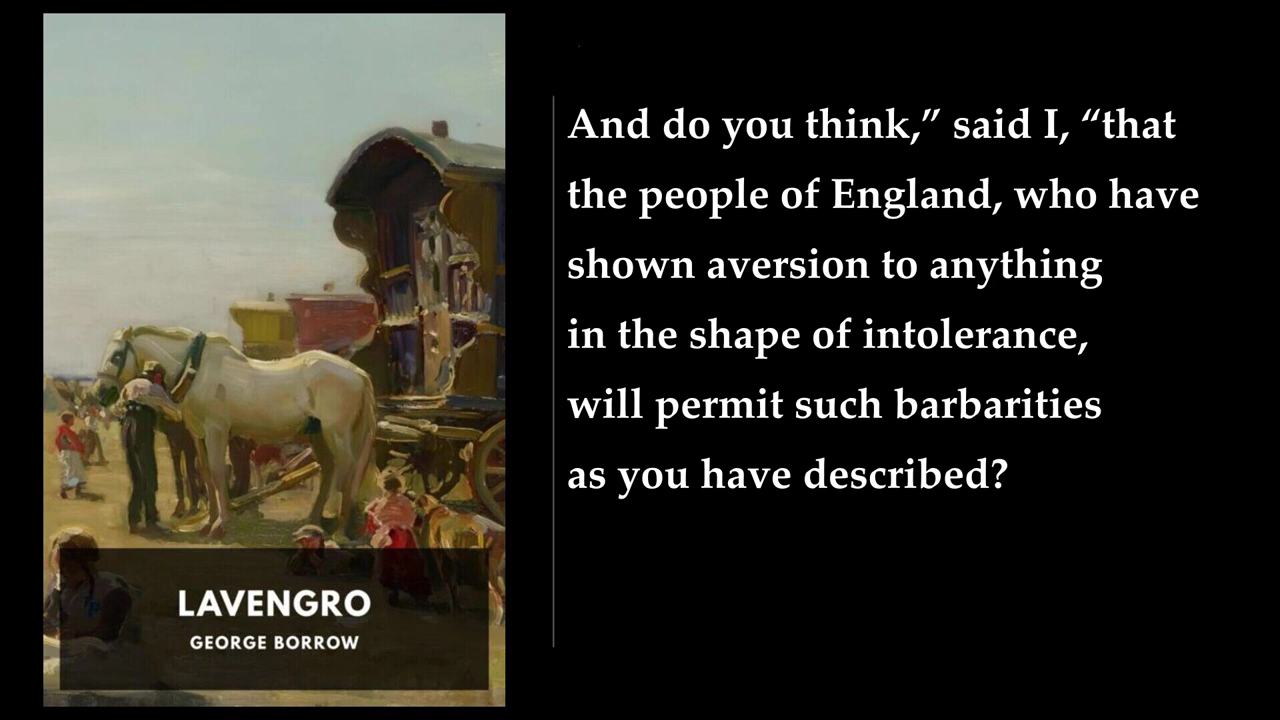 And do you think,” said I, “that
the people of England, who have
shown aversion to anything
in the shape of intolerance,
will permit such barbarities
as you have described?
LAVENGRO
GEORGE BORROW